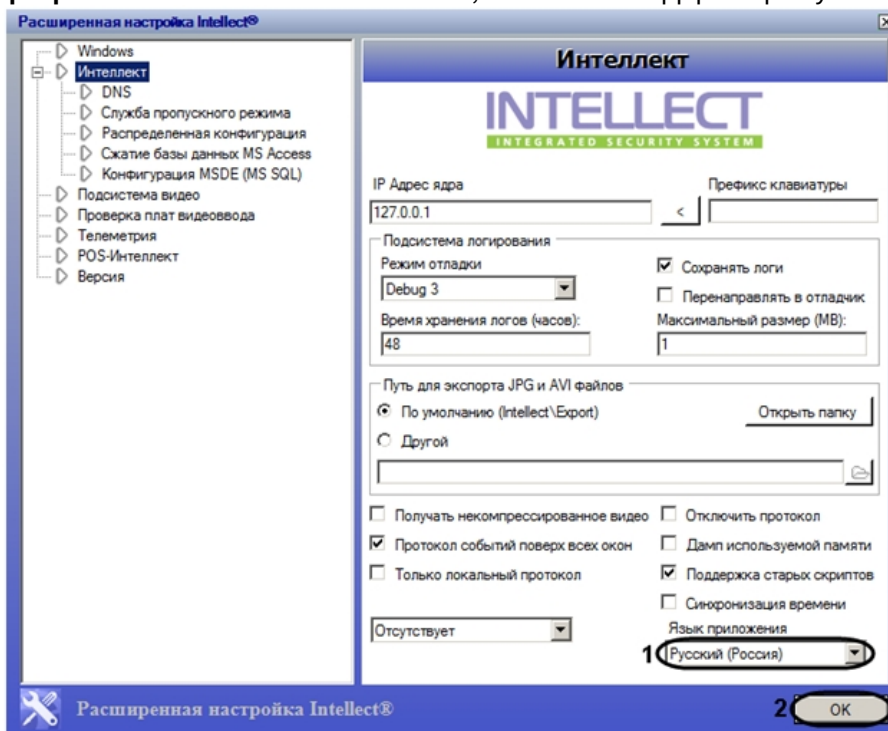 Расширенная настройка Intellect®
Windows
Интеллект
DNS
Служба пропускного режима
Распределенная конфигурация
Сжатие базы данных MS Access
Конфигурация MSDE (MS SQL)
Подсистема видео
Проверка плат видеоввода
Телеметрия
POS-Интеллект
Версия
Интеллект
INTELLECT
INTEGRATED SECURITY SYSTEM
IP Адрес ядра Префикс клавиатуры
127.0.0.1 <
Подсистема логирования
Режим отладки Сохранять логи
Debug 3
Перенаправлять в отладчик
Время хранения логов (часов): Максимальный размер (MB):
48 1
Путь для экспорта JPG и AVI файлов
По умолчанию (Intellect\Export) Открыть папку
Другой
Получать некомпрессированное видео Отключить протокол
Протокол событий поверх всех окон Дамп используемой памяти
Только локальный протокол Поддержка старых скриптов
Синхронизация времени
Отсутствует Язык приложения
1 Русский (Россия)
Расширенная настройка Intellect® 2 OK